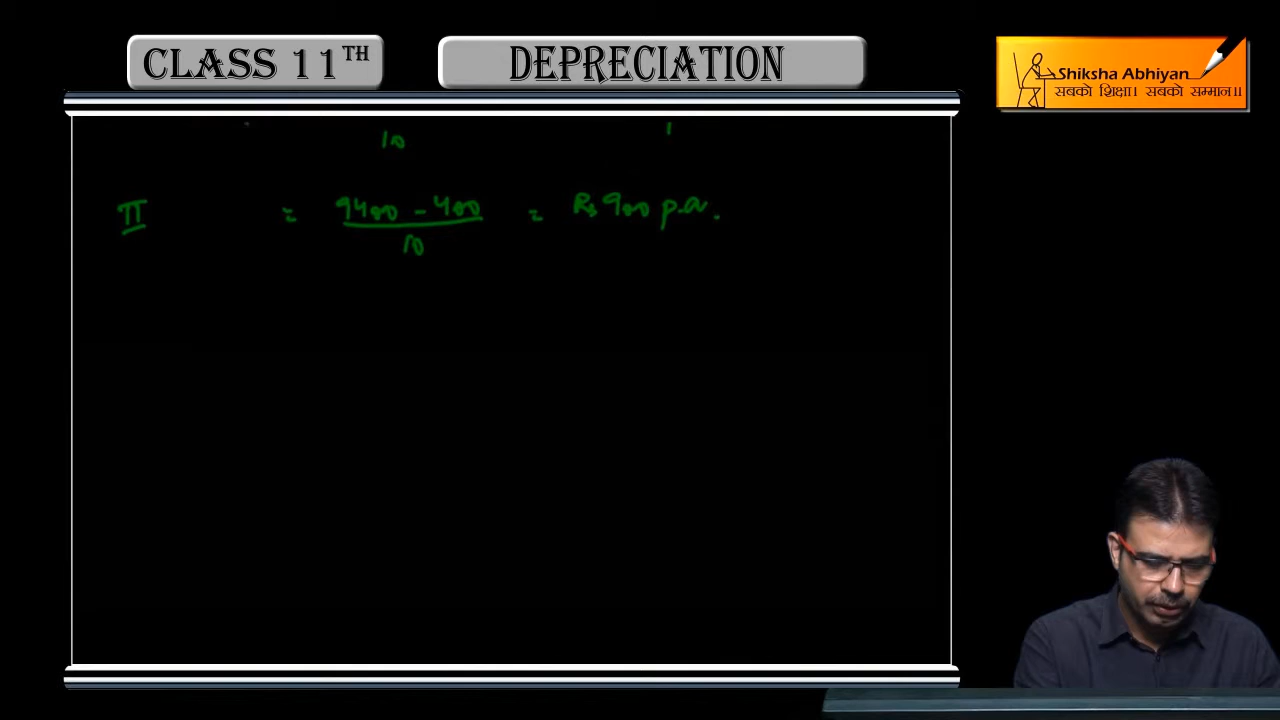 CLASS 11TH
DEPRECIATION
Shiksha Abhiyan
सबको शिक्षा। सबको सम्मान॥
10
II = 9400 - 400 = Rs 900 p.a.
10